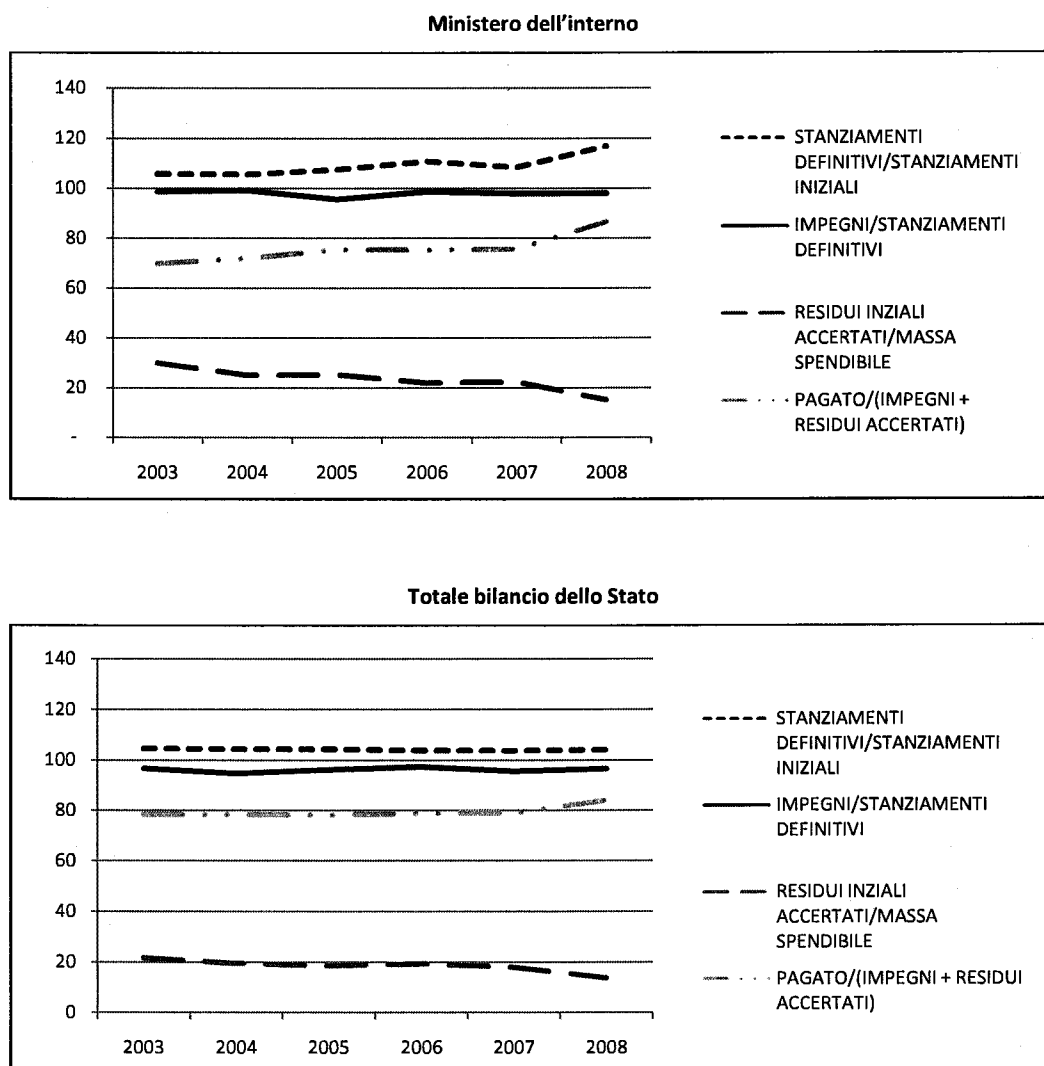 Ministero dell'interno
140
120
100
80
60
40
20
-
2003 2004 2005 2006 2007 2008
STANZIAMENTI
DEFINITIVI/STANZIAMENTI
INIZIALI
IMPEGNI/STANZIAMENTI
DEFINITIVI
RESIDUI INZIALI
ACCERTATI/MASSA
SPENDIBILE
PAGATO/(IMPEGNI +
RESIDUI ACCERTATI)
Totale bilancio dello Stato
140
120
100
80
60
40
20
0
2003 2004 2005 2006 2007 2008
STANZIAMENTI
DEFINITIVI/STANZIAMENTI
INIZIALI
IMPEGNI/STANZIAMENTI
DEFINITIVI
RESIDUI INZIALI
ACCERTATI/MASSA
SPENDIBILE
PAGATO/(IMPEGNI + RESIDUI
ACCERTATI)